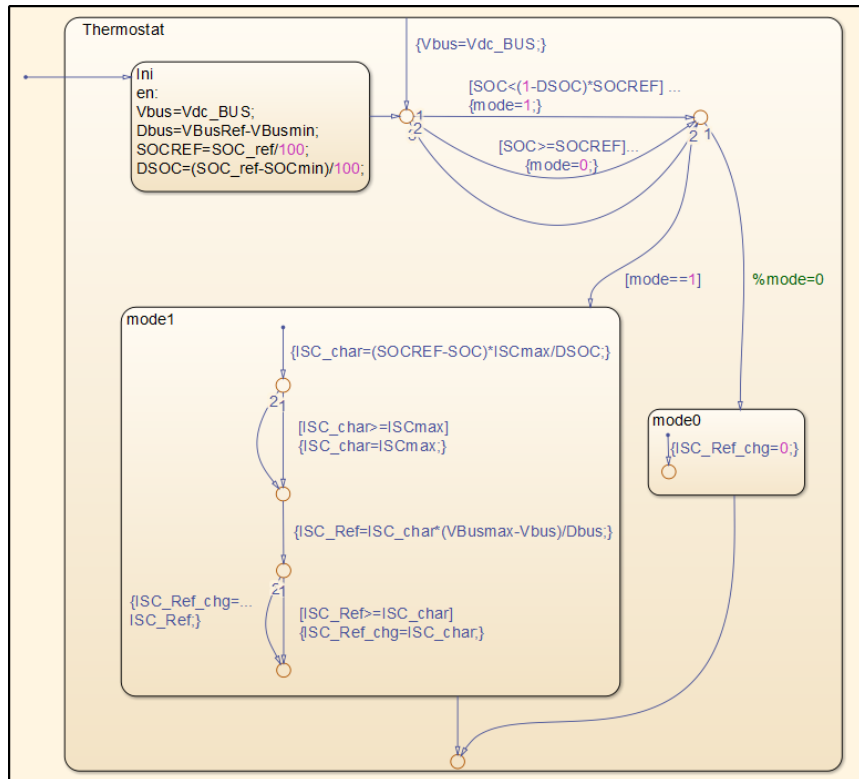 Thermostat
{Vbus=Vdc_BUS;}
Ini
en:
Vbus=Vdc_BUS;
Dbus=VBusRef-VBusmin;
SOCREF=SOC_ref/100;
DSOC=(SOC_ref-SOCmin)/100;
[SOC<(1-DSOC)*SOCREF] ...
{mode=1;}
1
2
3
[SOC>=SOCREF]...
{mode=0;}
2 1
[mode==1]
%mode=0
mode1
{ISC_char=(SOCREF-SOC)*ISCmax/DSOC;}
2 1
[ISC_char>=ISCmax]
{ISC_char=ISCmax;}
{ISC_Ref=ISC_char*(VBusmax-Vbus)/Dbus;}
2 1
{ISC_Ref_chg=...
ISC_Ref;}
[ISC_Ref>=ISC_char]
{ISC_Ref_chg=ISC_char;}
mode0
{ISC_Ref_chg=0;}